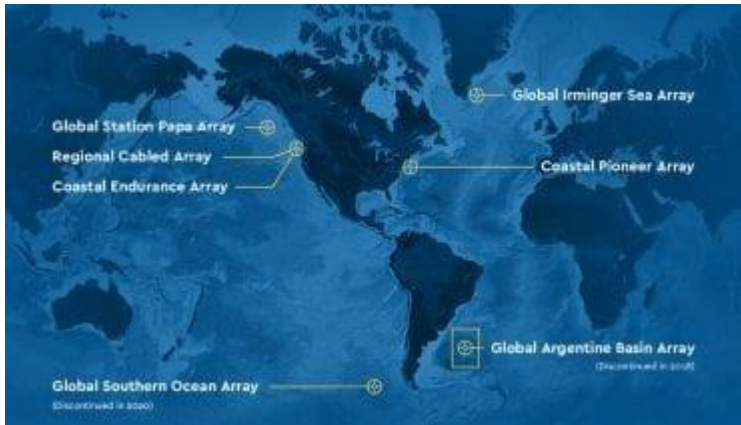 Global Irminger Sea Array
Global Station Papa Array
Regional Cabled Array
Coastal Pioneer Array
Coastal Endurance Array
Global Argentine Basin Array
(Discontinued in 2018)
Global Southern Ocean Array
(Discontinued in 2020)